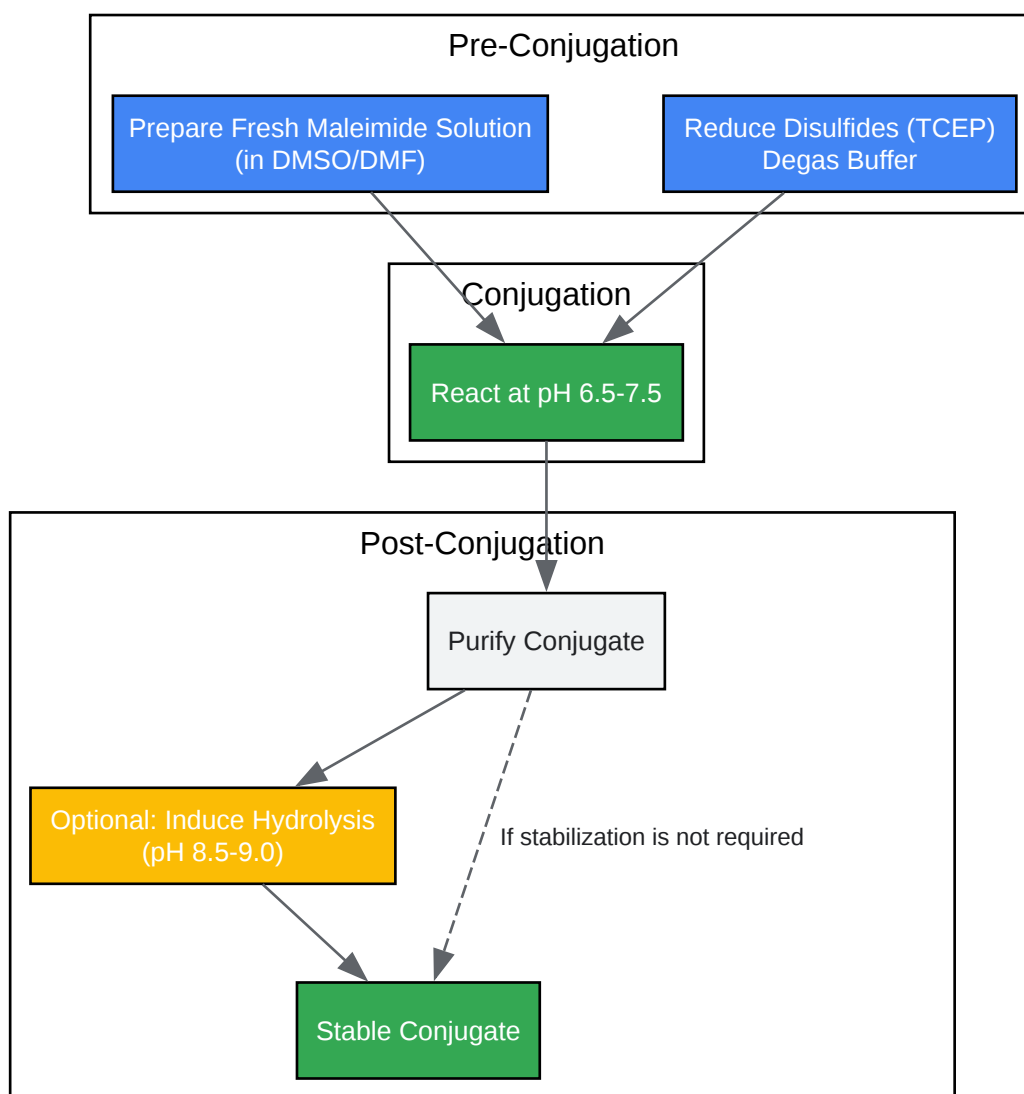 Pre-Conjugation
Prepare Fresh Maleimide Solution
(in DMSO/DMF)
Reduce Disulfides (TCEP)
Degas Buffer
Conjugation
React at pH 6.5-7.5
Post-Conjugation
Purify Conjugate
Optional: Induce Hydrolysis
(pH 8.5-9.0)
If stabilization is not required
Stable Conjugate